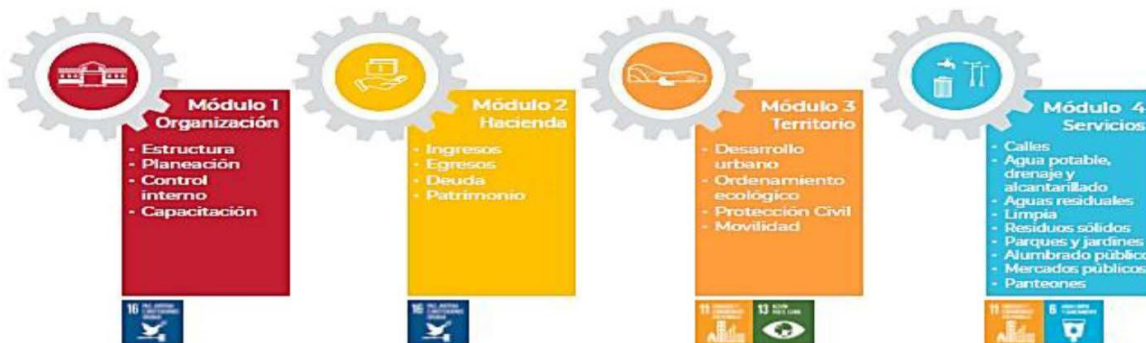 Módulo 1
Organización
- Estructura
- Planeación
- Control
interno
- Capacitación
16
Módulo 2
Hacienda
- Ingresos
- Egresos
- Deuda
- Patrimonio
16
Módulo 3
Territorio
- Desarrollo
urbano
- Ordenamiento
ecológico
- Protección Civil
- Movilidad
11
13
Módulo 4
Servicios
- Calles
- Agua potable,
drenaje y
alcantarillado
- Aguas residuales
- Limpia
- Residuos sólidos
- Parques y jardines
- Alumbrado público
- Mercados públicos
- Panteones
11
6